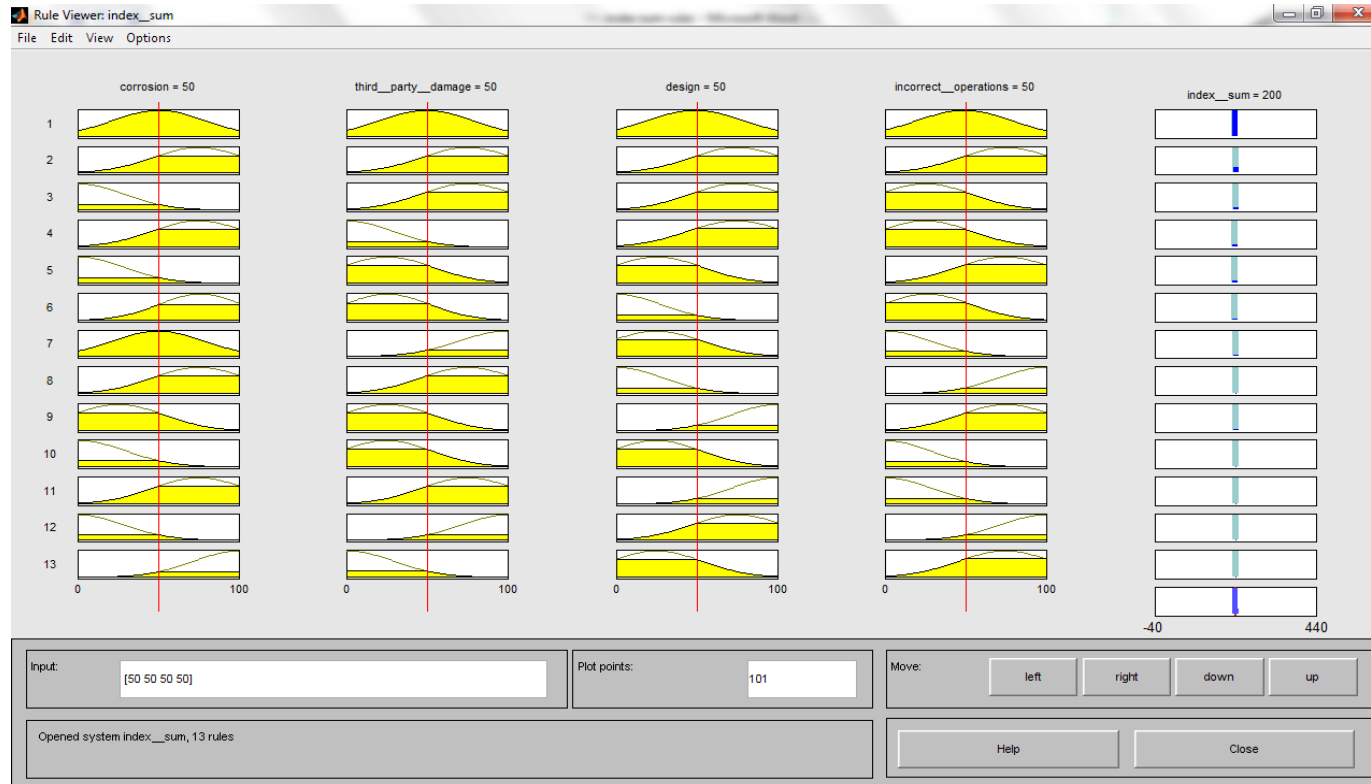 Rule Viewer: index__sum
File Edit View Options
corrosion = 50
third__party__damage = 50
design = 50
incorrect__operations = 50
index__sum = 200
1
2
3
4
5
6
7
8
9
10
11
12
13
0 100
0 100
0 100
0 100
-40 440
Input:
[50 50 50 50]
Plot points:
101
Move:
left
right
down
up
Opened system index__sum, 13 rules
Help
Close